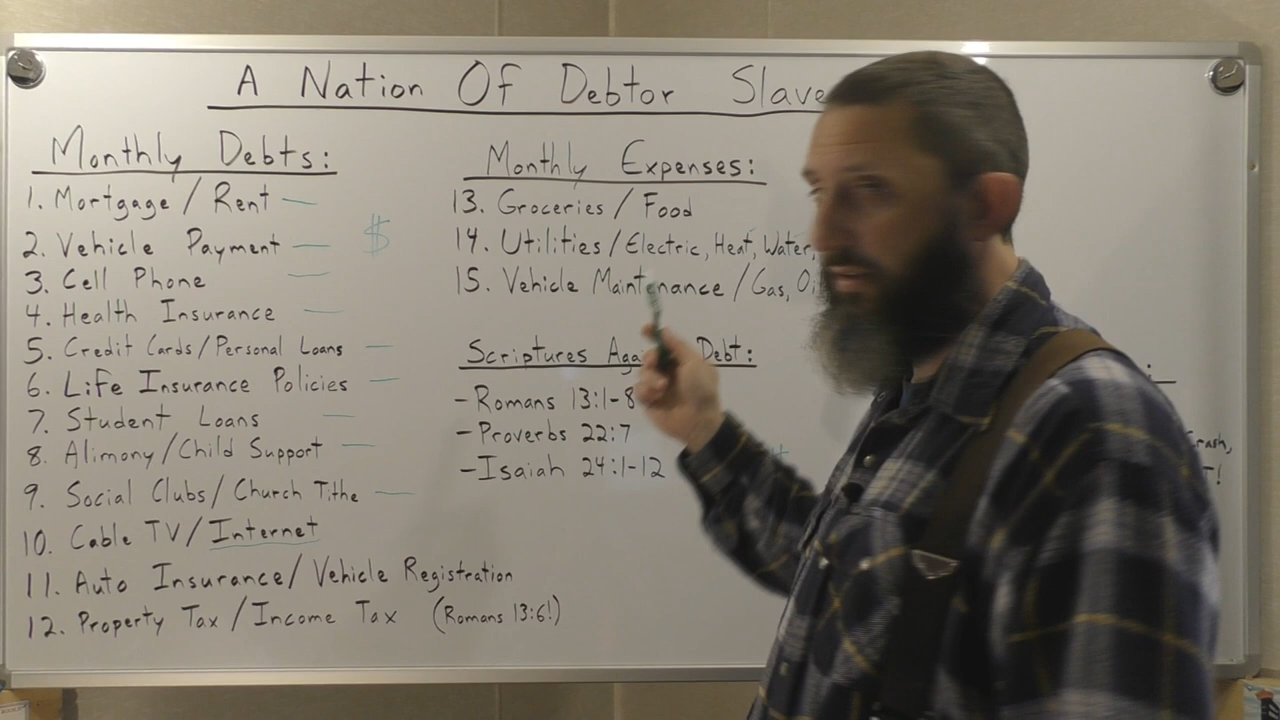 A Nation Of Debtor Slave
Monthly Debts:
1. Mortgage / Rent —
2. Vehicle Payment —
$
3. Cell Phone —
4. Health Insurance —
5. Credit Cards / Personal Loans —
6. Life Insurance Policies —
7. Student Loans —
8. Alimony / Child Support —
9. Social Clubs / Church Tithe —
10. Cable TV / Internet
11. Auto Insurance / Vehicle Registration
12. Property Tax / Income Tax (Romans 13:6!)
Monthly Expenses:
13. Groceries / Food
14. Utilities / Electric, Heat, Water,
15. Vehicle Maintenance / Gas, Oi
Scriptures Aga Debt:
- Romans 13:1-8
- Proverbs 22:7
- Isaiah 24:1-12
rash,
T!